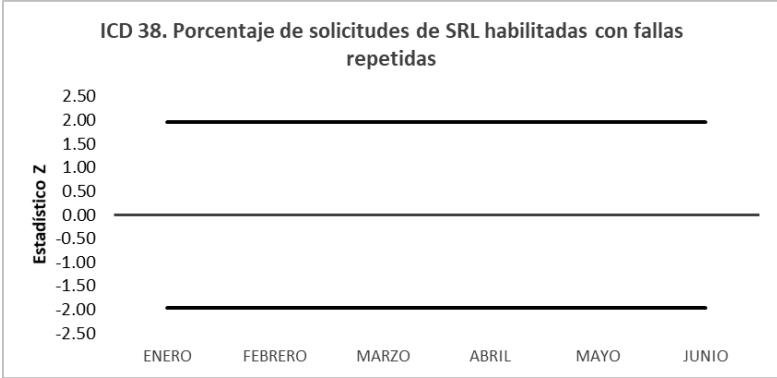 ICD 38. Porcentaje de solicitudes de SRL habilitadas con fallas
repetidas
Estadístico Z
2.50
2.00
1.50
1.00
0.50
0.00
-0.50
-1.00
-1.50
-2.00
-2.50
ENERO FEBRERO MARZO ABRIL MAYO JUNIO